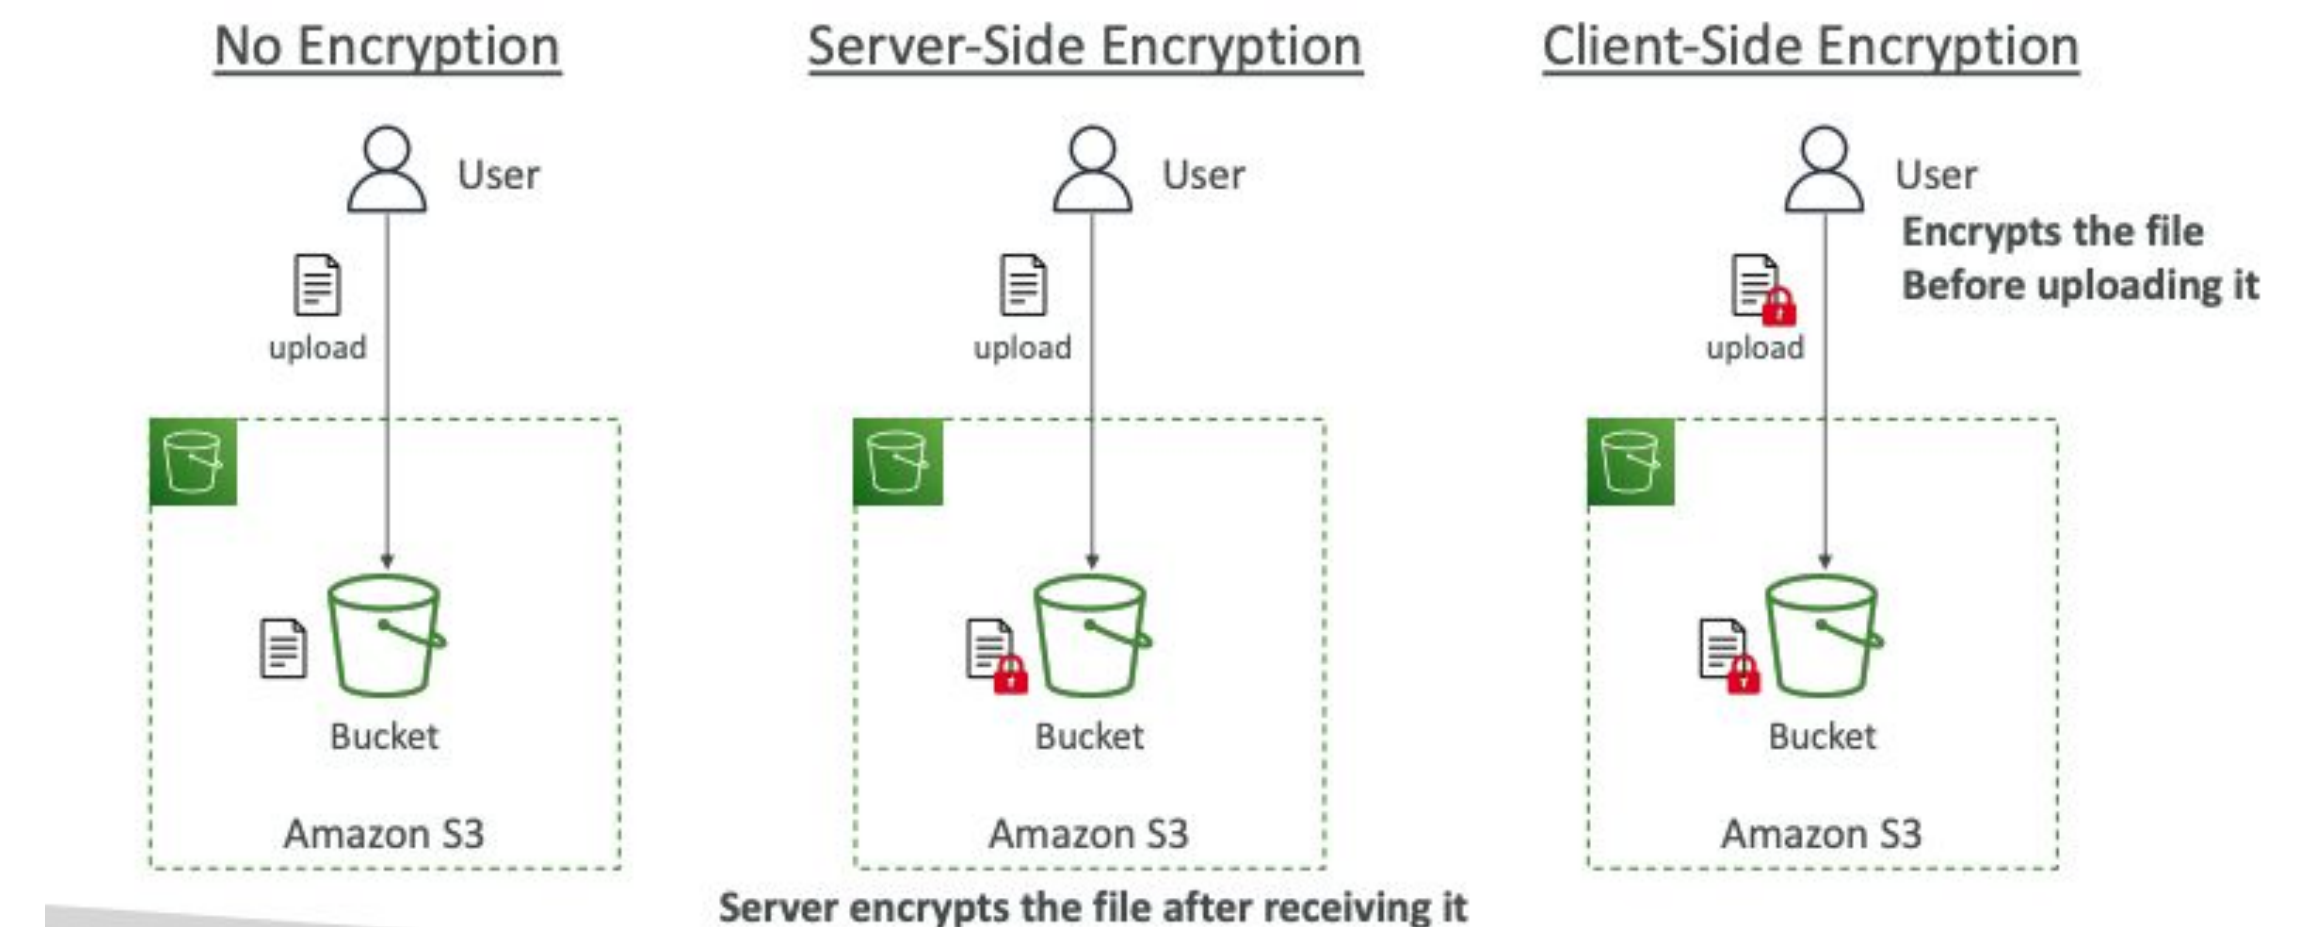 No Encryption
User
upload
Bucket
Amazon S3
Server-Side Encryption
User
upload
Bucket
Amazon S3
Server encrypts the file after receiving it
Client-Side Encryption
User
Encrypts the file
Before uploading it
upload
Bucket
Amazon S3